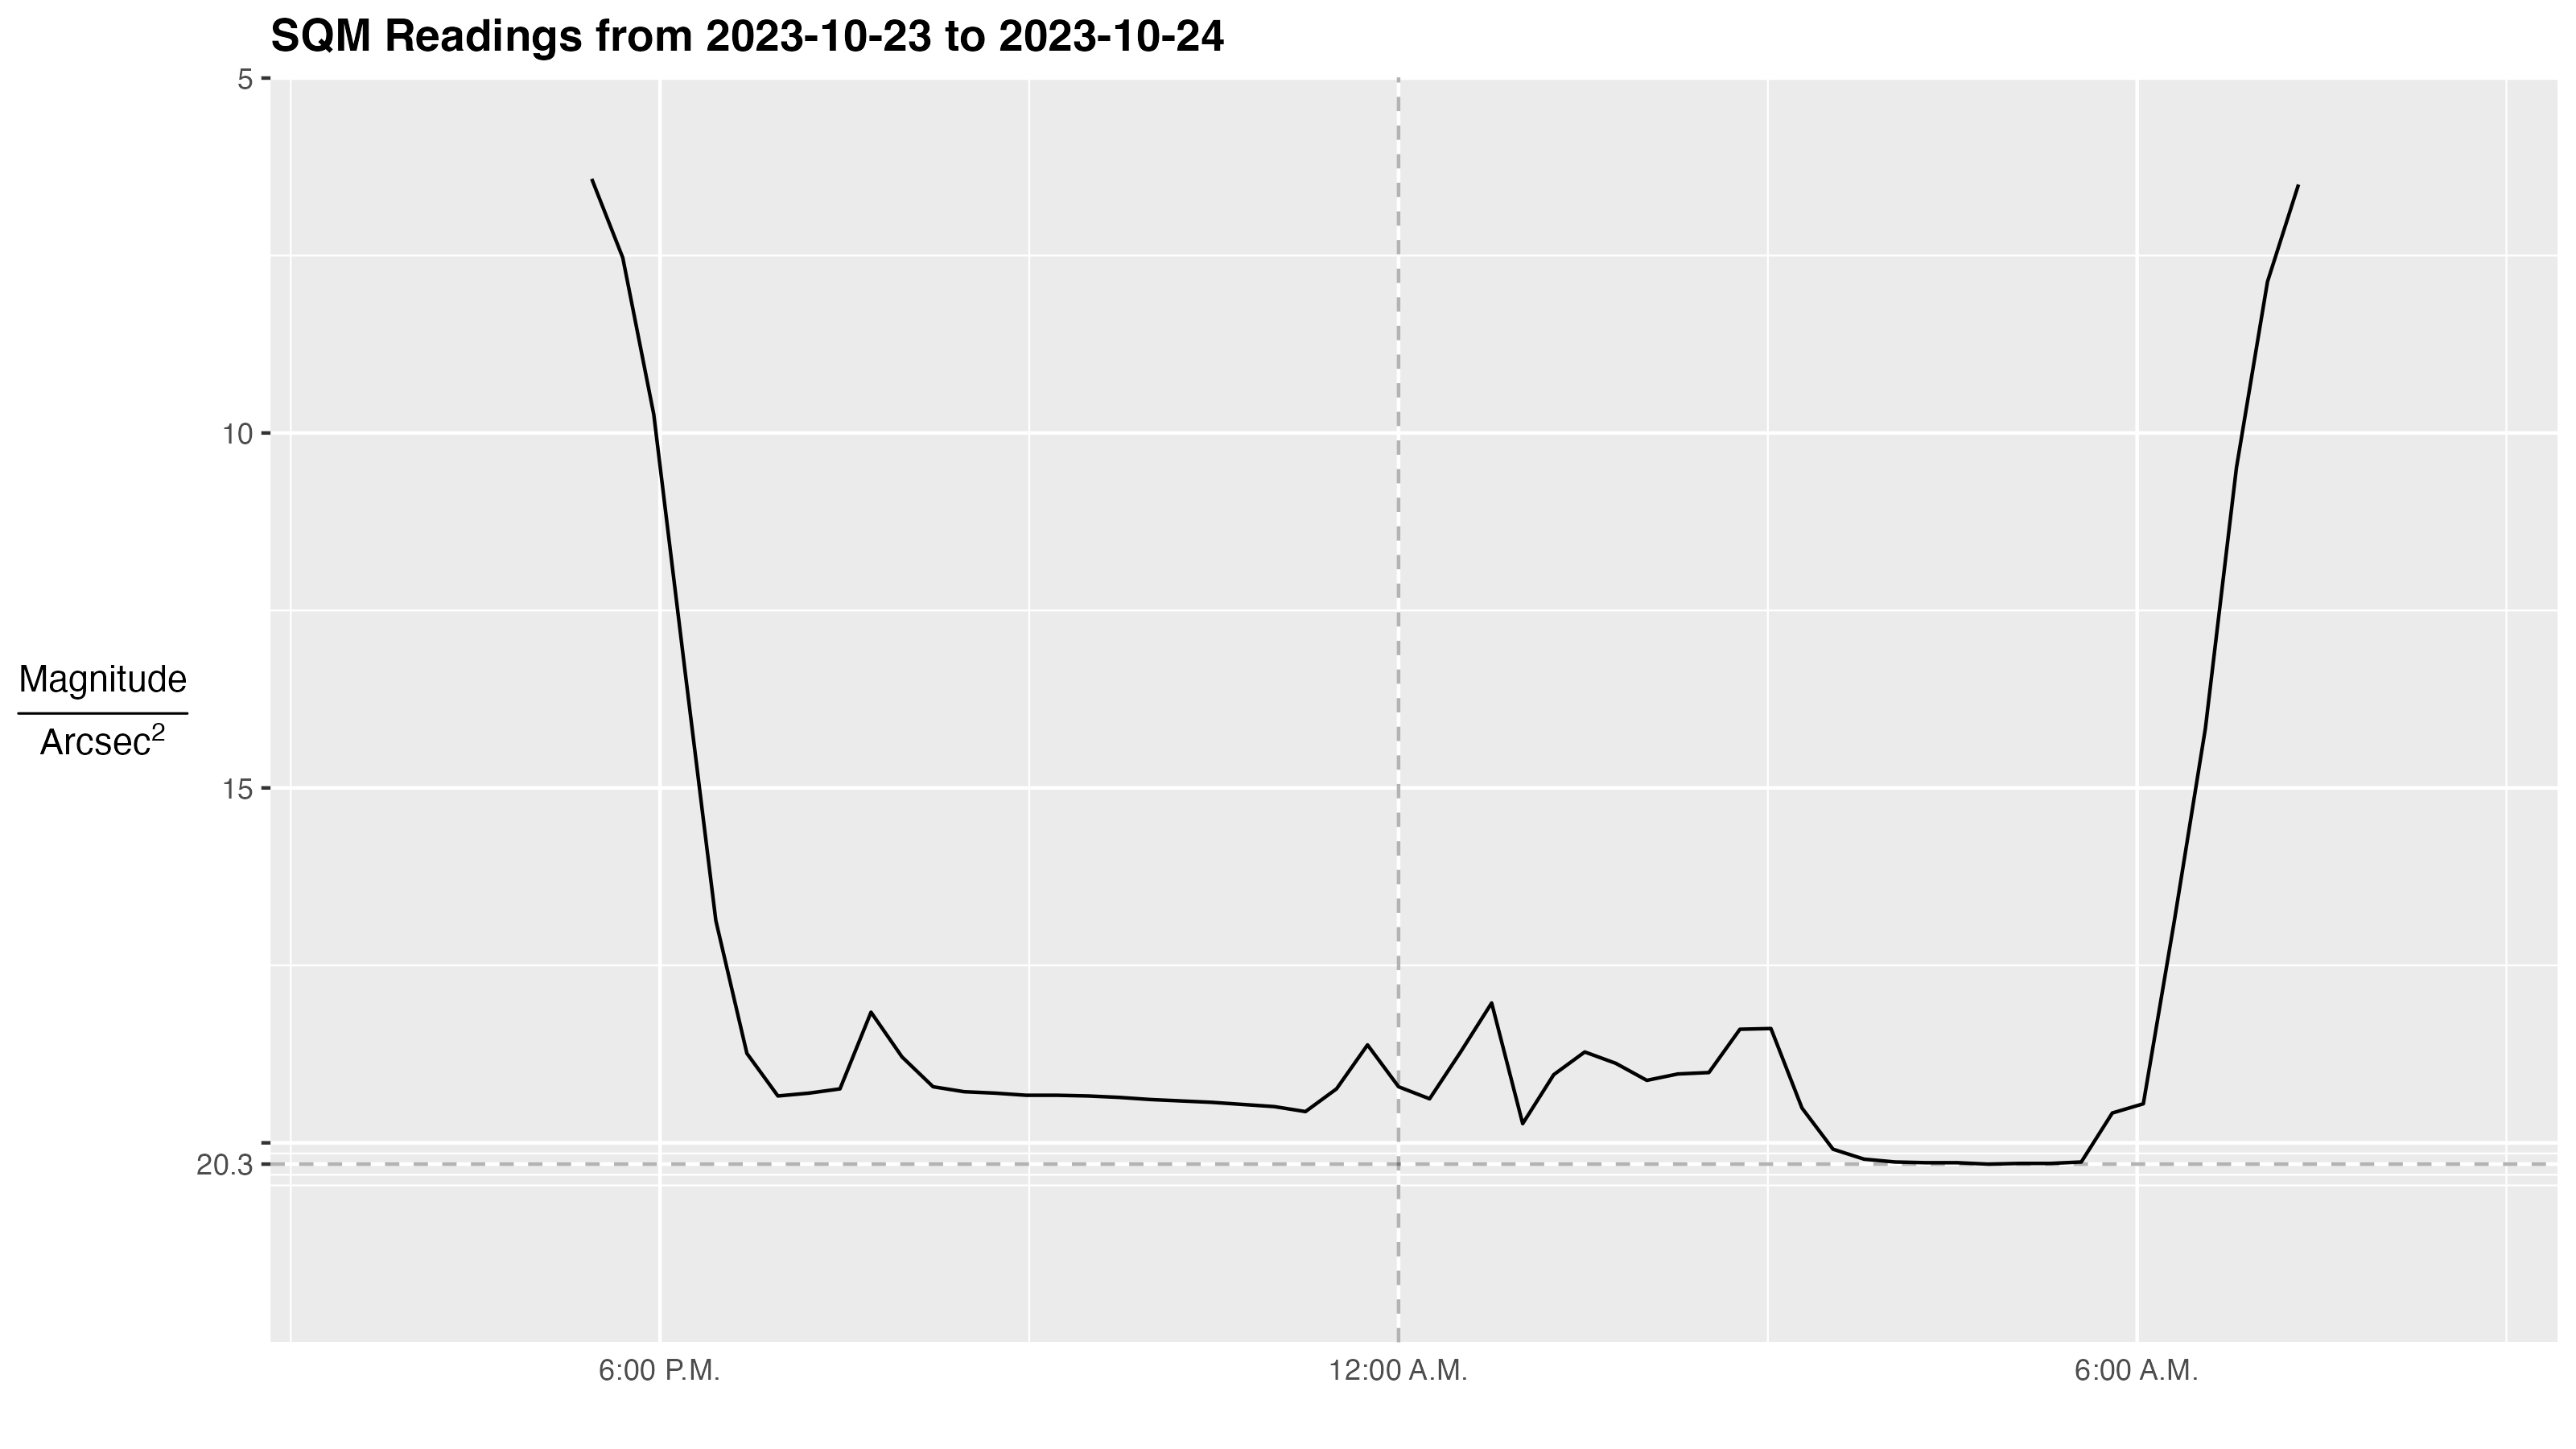 SQM Readings from 2023-10-23 to 2023-10-24
5
10
15
20.3
Magnitude
Arcsec²
6:00 P.M.
12:00 A.M.
6:00 A.M.